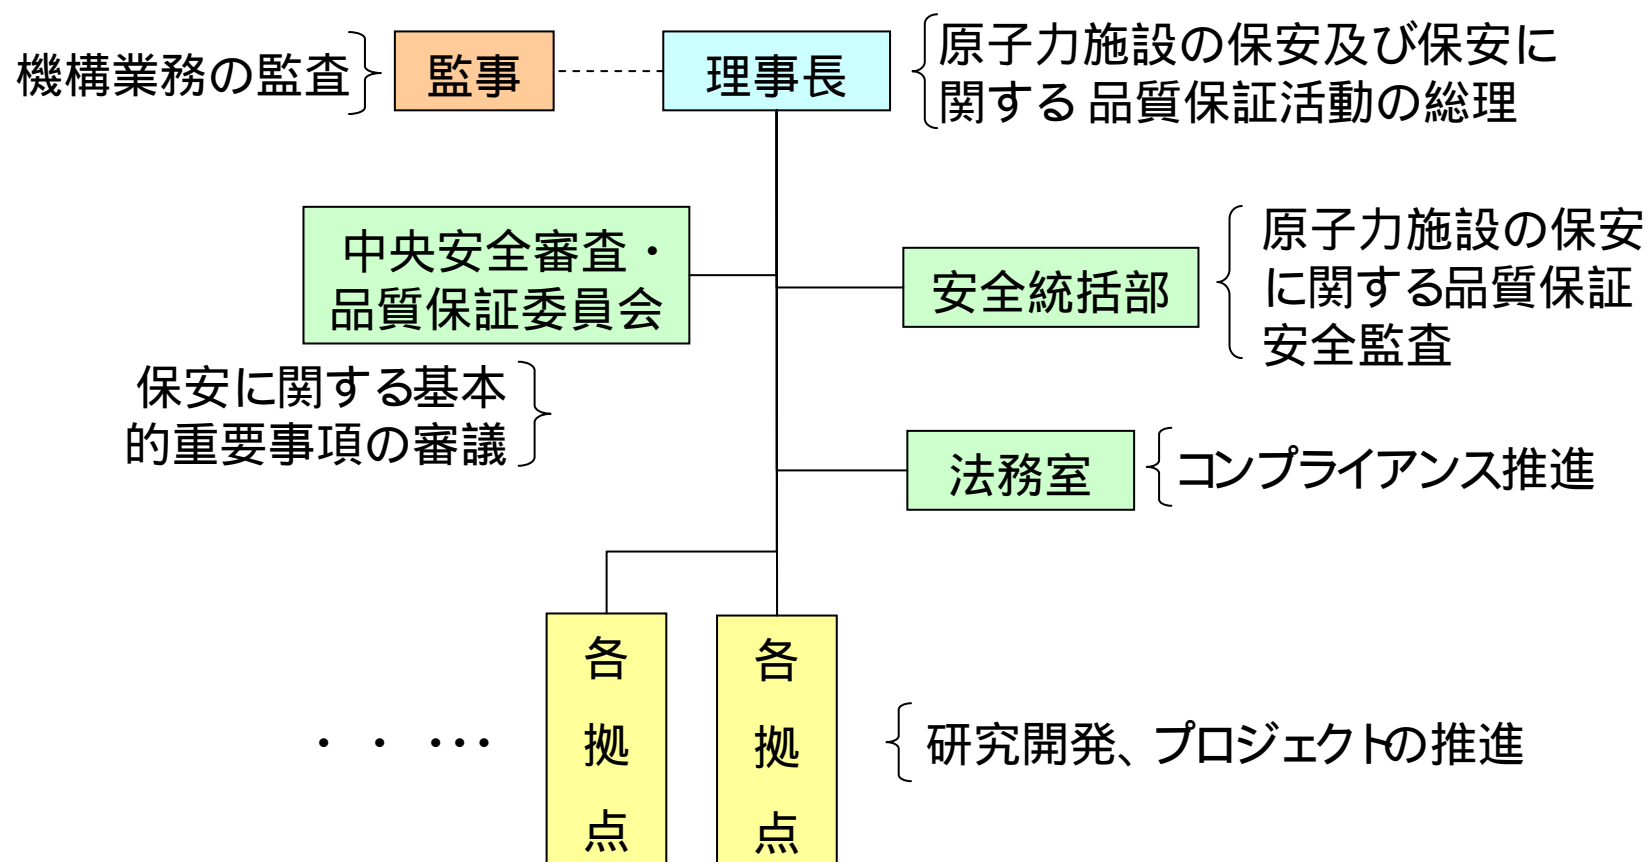 機構業務の監査
監事
理事長
原子力施設の保安及び保安に
関する品質保証活動の総理
中央安全審査・
品質保証委員会
保安に関する基本
的重要事項の審議
安全統括部
原子力施設の保安
に関する品質保証
安全監査
法務室
コンプライアンス推進
・・・・・
各拠点
各拠点
研究開発、プロジェクトの推進